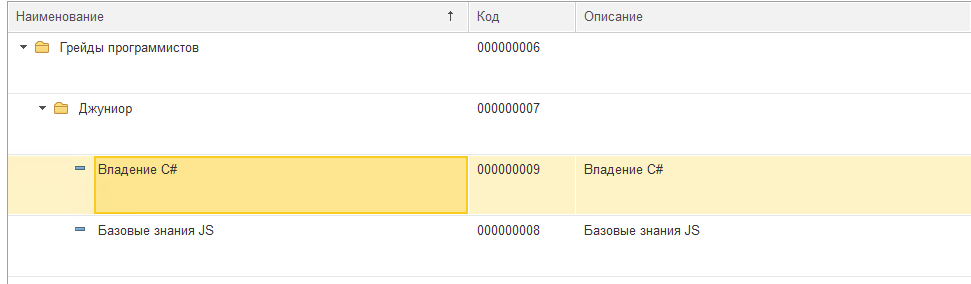 Наименование ↑ Код Описание
Грейды программистов 000000006
Джуниор 000000007
Владение C# 000000009 Владение C#
Базовые знания JS 000000008 Базовые знания JS